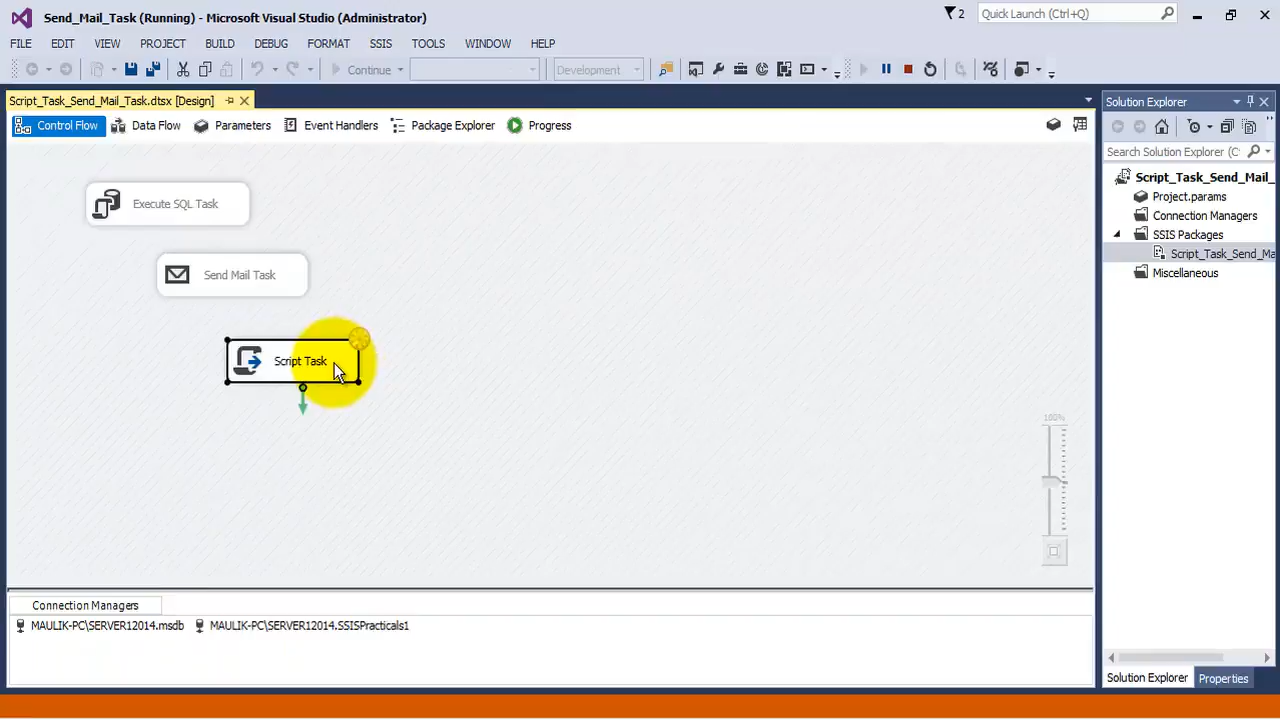 Send_Mail_Task (Running) - Microsoft Visual Studio (Administrator)
2
Quick Launch (Ctrl+Q)
FILE EDIT VIEW PROJECT BUILD DEBUG FORMAT SSIS TOOLS WINDOW HELP
Continue
Development
Script_Task_Send_Mail_Task.dtsx [Design]
Control Flow Data Flow Parameters Event Handlers Package Explorer Progress
Execute SQL Task
Send Mail Task
Script Task
100%
Connection Managers
MAULIK-PC\SERVER12014.msdb MAULIK-PC\SERVER12014.SSISPracticals1
Solution Explorer
Search Solution Explorer (C
Script_Task_Send_Mail_
Project.params
Connection Managers
SSIS Packages
Script_Task_Send_Ma
Miscellaneous
Solution Explorer Properties